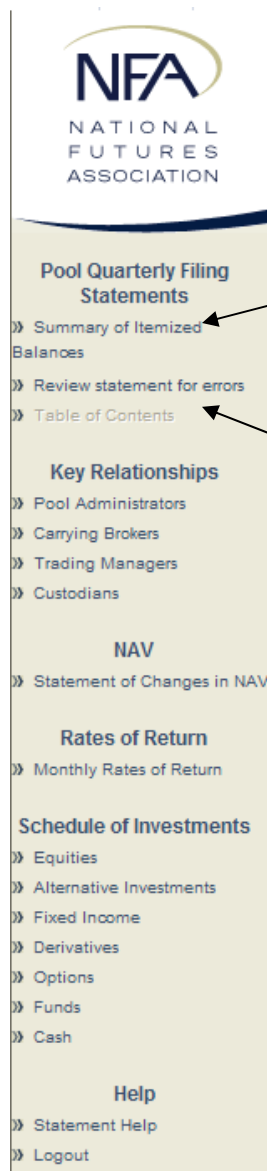 NFA
NATIONAL
FUTURES
ASSOCIATION
Pool Quarterly Filing
Statements
» Summary of Itemized
Balances
» Review statement for errors
» Table of Contents
Key Relationships
» Pool Administrators
» Carrying Brokers
» Trading Managers
» Custodians
NAV
» Statement of Changes in NAV
Rates of Return
» Monthly Rates of Return
Schedule of Investments
» Equities
» Alternative Investments
» Fixed Income
» Derivatives
» Options
» Funds
» Cash
Help
» Statement Help
» Logout